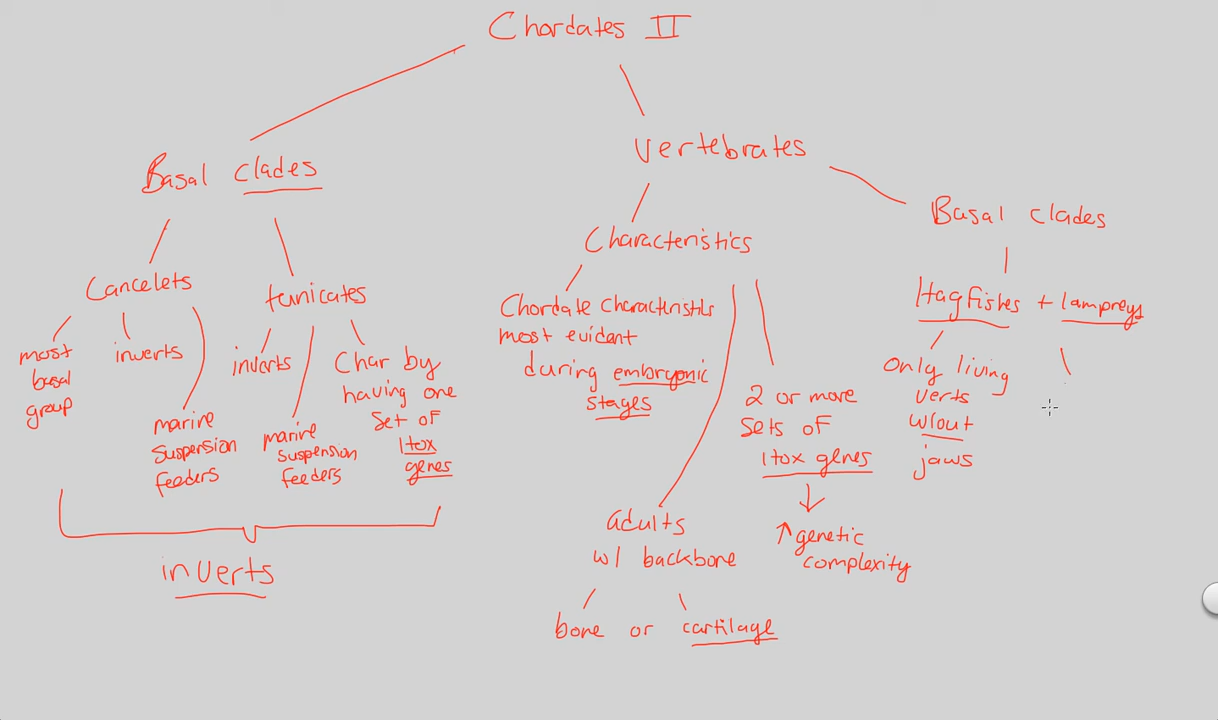 Chordates II
Basal clades
Vertebrates
Cancelets
tunicates
most
basal
group
inverts
marine
suspension
feeders
inverts
marine
suspension
feeders
Char by
having one
set of
Hox
genes
inverts
Characteristics
Chordate characteristics
most evidant
during embryonic
stages
adults
w/ backbone
bone or cartilage
2 or more
sets of
Hox genes
↑ genetic
complexity
Basal clades
Hagfishes + lampreys
Only living
verts
w/out
jaws